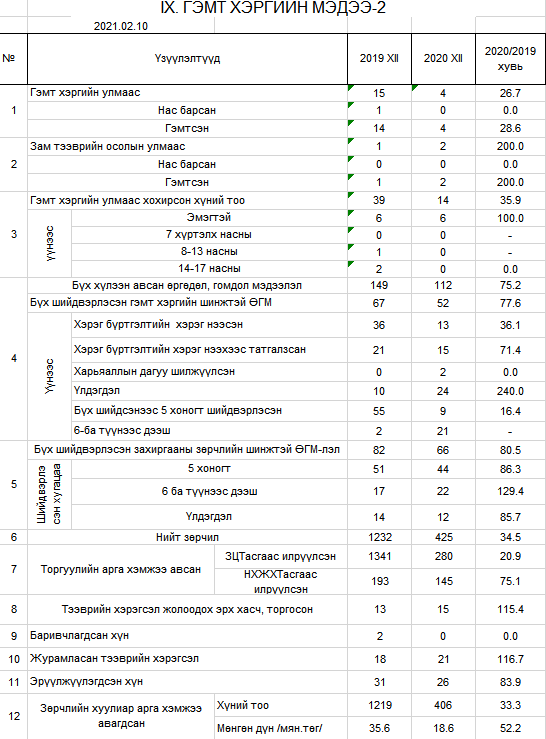 IX. ГЭМТ ХЭРГИЙН МЭДЭЭ-2
2021.02.10
№ Үзүүлэлтүүд 2019 XII 2020 XII 2020/2019 хувь
1 Гэмт хэргийн улмаас 15 4 26.7
Нас барсан 1 0 0.0
Гэмтсэн 14 4 28.6
2 Зам тээврийн осолын улмаас 1 2 200.0
Нас барсан 0 0 0.0
Гэмтсэн 1 2 200.0
3 Гэмт хэргийн улмаас хохирсон хүний тоо 39 14 35.9
үүнээс Эмэгтэй 6 6 100.0
7 хүртэлх насны 0 0 -
8-13 насны 1 0 -
14-17 насны 2 0 0.0
4 Бүх хүлээн авсан өргөдөл, гомдол мэдээлэл 149 112 75.2
Бүх шийдвэрлэсэн гэмт хэргийн шинжтэй ӨГМ 67 52 77.6
Үүнээс Хэрэг бүртгэлтийн хэрэг нээсэн 36 13 36.1
Хэрэг бүртгэлтийн хэрэг нээхээс татгалзсан 21 15 71.4
Харьяаллын дагуу шилжүүлсэн 0 2 0.0
Үлдэгдэл 10 24 240.0
Бүх шийдсэнээс 5 хоногт шийдвэрлэсэн 55 9 16.4
6-ба түүнээс дээш 2 21 -
5 Бүх шийдвэрлэсэн захиргааны зөрчлийн шинжтэй ӨГМ-лэл 82 66 80.5
Шийдвэрлэ
сэн хугацаа
5 хоногт 51 44 86.3
6 ба түүнээс дээш 17 22 129.4
Үлдэгдэл 14 12 85.7
6 Нийт зөрчил 1232 425 34.5
7 Торгуулийн арга хэмжээ авсан ЗЦТасгаас илрүүлсэн 1341 280 20.9
НХЖХТасгаас илрүүлсэн 193 145 75.1
8 Тээврийн хэрэгсэл жолоодох эрх хасч, торгосон 13 15 115.4
9 Баривчлагдсан хүн 2 0 0.0
10 Журамласан тээврийн хэрэгсэл 18 21 116.7
11 Эрүүлжүүлэгдсэн хүн 31 26 83.9
12 Зөрчлийн хуулиар арга хэмжээ авагдсан Хүний тоо 1219 406 33.3
Мөнгөн дүн /мян.төг/ 35.6 18.6 52.2